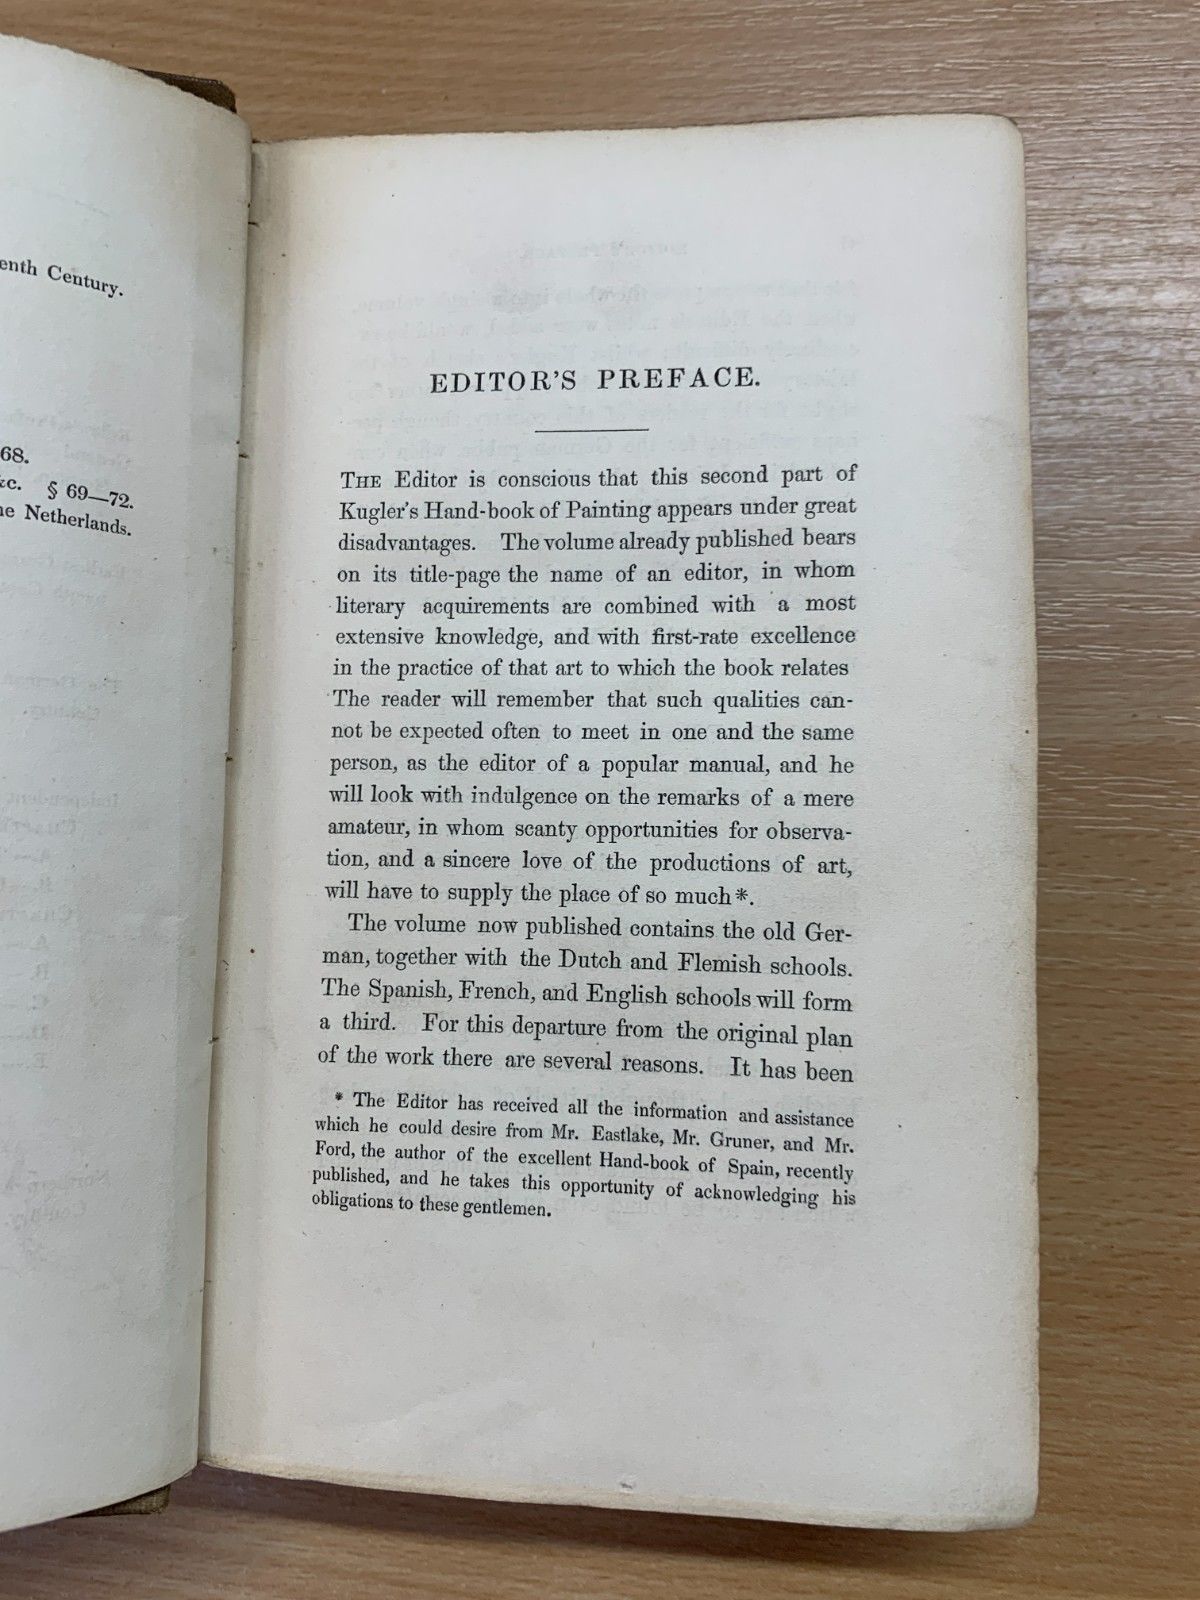 enth Century.
68.
&c. § 69—72.
he Netherlands.
EDITOR'S PREFACE.
THE Editor is conscious that this second part of
Kugler's Hand-book of Painting appears under great
disadvantages. The volume already published bears
on its title-page the name of an editor, in whom
literary acquirements are combined with a most
extensive knowledge, and with first-rate excellence
in the practice of that art to which the book relates
The reader will remember that such qualities can-
not be expected often to meet in one and the same
person, as the editor of a popular manual, and he
will look with indulgence on the remarks of a mere
amateur, in whom scanty opportunities for observa-
tion, and a sincere love of the productions of art,
will have to supply the place of so much*.
The volume now published contains the old Ger-
man, together with the Dutch and Flemish schools.
The Spanish, French, and English schools will form
a third. For this departure from the original plan
of the work there are several reasons. It has been
* The Editor has received all the information and assistance
which he could desire from Mr. Eastlake, Mr. Gruner, and Mr.
Ford, the author of the excellent Hand-book of Spain, recently
published, and he takes this opportunity of acknowledging his
obligations to these gentlemen.